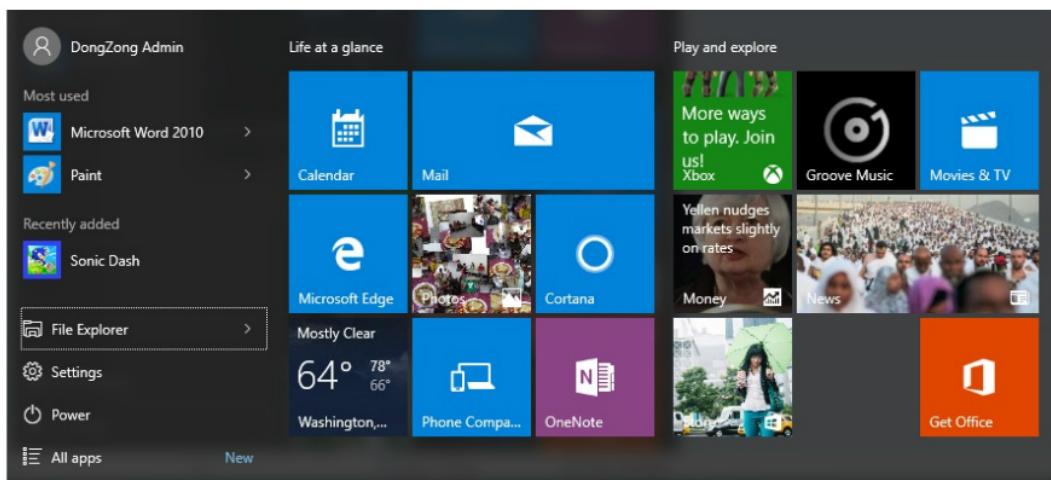 DongZong Admin
Most used
Microsoft Word 2010
Paint
Recently added
Sonic Dash
File Explorer
Settings
Power
All apps New
Life at a glance
Calendar
Mail
Microsoft Edge
Photos
Cortana
Mostly Clear
64° 78°
66°
Washington,...
Phone Compa...
OneNote
Play and explore
More ways
to play. Join
us!
Xbox
Groove Music
Movies & TV
Yellen nudges
markets slightly
on rates
Money
News
Store
Get Office